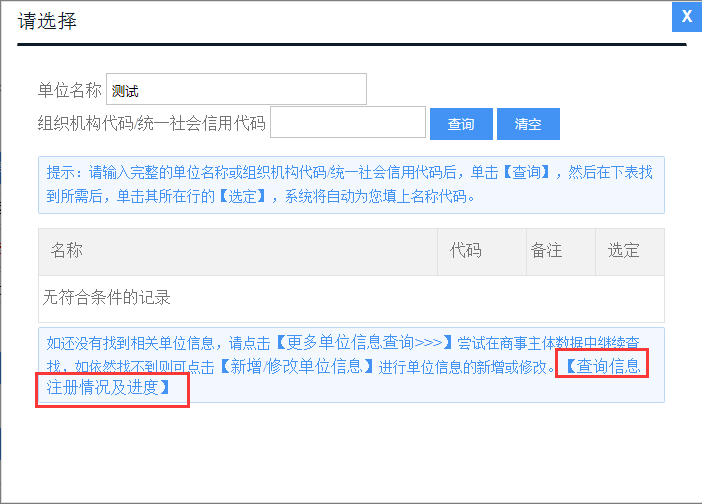 请选择
X
单位名称 测试
组织机构代码/统一社会信用代码 查询 清空
提示：请输入完整的单位名称或组织机构代码/统一社会信用代码后，单击【查询】，然后在下表找
到所需后，单击其所在行的【选定】，系统将自动为您填上名称代码。
名称 代码 备注 选定
无符合条件的记录
如还没有找到相关单位信息，请点击【更多单位信息查询>>>】尝试在商事主体数据中继续查
找，如依然找不到则可点击【新增/修改单位信息】进行单位信息的新增或修改。【查询信息
注册情况及进度】